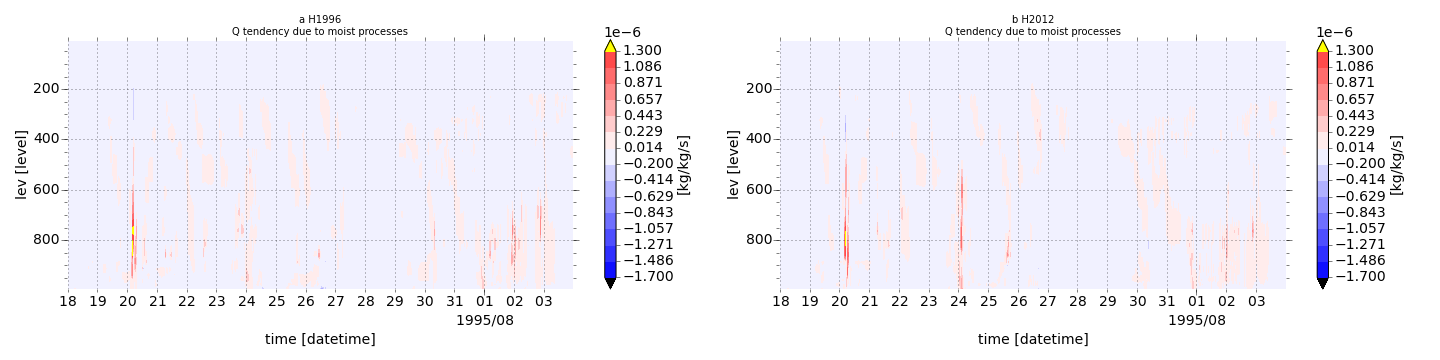 a H1996
Q tendency due to moist processes
1e−6
1.300
1.086
0.871
0.657
0.443
0.229
0.014
−0.200
−0.414
−0.629
−0.843
−1.057
−1.271
−1.486
−1.700
[kg/kg/s]
lev [level]
200
400
600
800
18 19 20 21 22 23 24 25 26 27 28 29 30 31 01 02 03
1995/08
time [datetime]
b H2012
Q tendency due to moist processes
1e−6
1.300
1.086
0.871
0.657
0.443
0.229
0.014
−0.200
−0.414
−0.629
−0.843
−1.057
−1.271
−1.486
−1.700
[kg/kg/s]
lev [level]
200
400
600
800
18 19 20 21 22 23 24 25 26 27 28 29 30 31 01 02 03
1995/08
time [datetime]